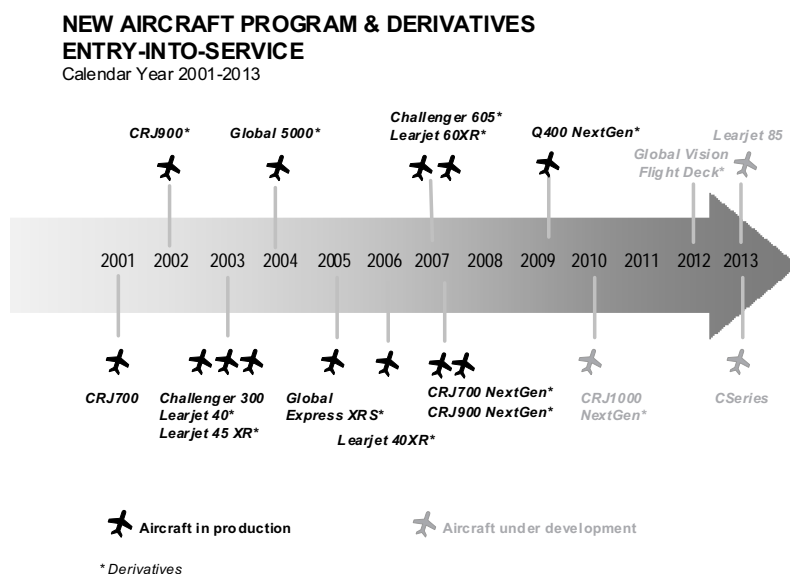 NEW AIRCRAFT PROGRAM & DERIVATIVES
ENTRY-INTO-SERVICE
Calendar Year 2001-2013
CRJ900*
Global 5000*
Challenger 605*
Learjet 60XR*
Q400 NextGen*
Learjet 85
Global Vision
Flight Deck*
2001 2002 2003 2004 2005 2006 2007 2008 2009 2010 2011 2012 2013
CRJ700
Challenger 300
Learjet 40*
Learjet 45 XR*
Global
Express XRS*
Learjet 40XR*
CRJ700 NextGen*
CRJ900 NextGen*
CRJ1000
NextGen*
CSeries
Aircraft in production
Aircraft under development
* Derivatives